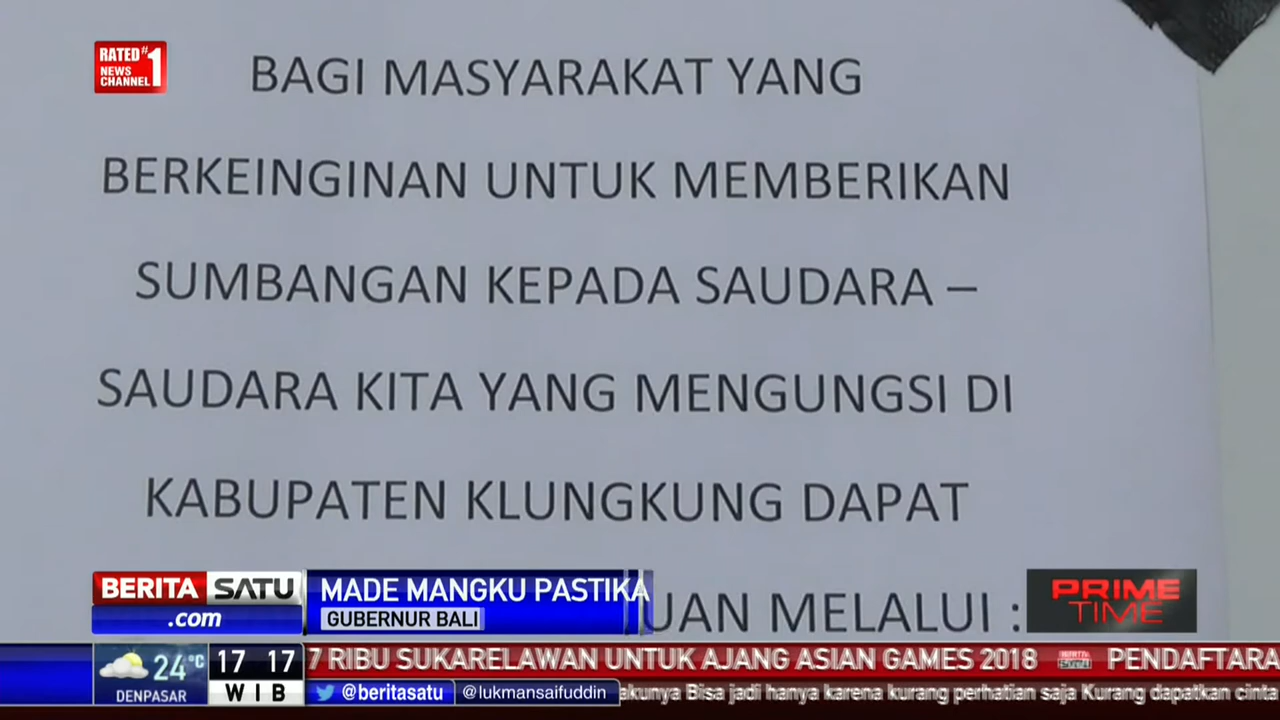 RATED #1
NEWS
CHANNEL
BAGI MASYARAKAT YANG
BERKEINGINAN UNTUK MEMBERIKAN
SUMBANGAN KEPADA SAUDARA –
SAUDARA KITA YANG MENGUNGSI DI
KABUPATEN KLUNGKUNG DAPAT
UAN MELALUI :
BERITA SATU
.com
MADE MANGKU PASTIKA
GUBERNUR BALI
PRIME
TIME
24°C
DENPASAR
17 17
WIB
7 RIBU SUKARELAWAN UNTUK AJANG ASIAN GAMES 2018 BERITA SATU PENDAFTARA
@beritasatu @lukmansaifuddin akunya Bisa jadi hanya karena kurang perhatian saja Kurang dapatkan cinta